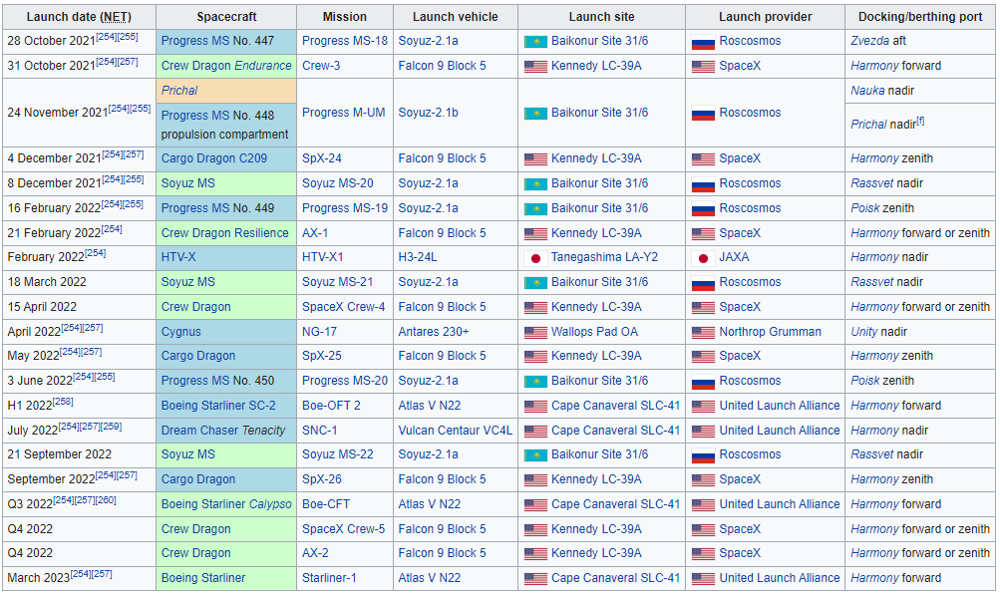 Launch date (NET) Spacecraft Mission Launch vehicle Launch site Launch provider Docking/berthing port
28 October 2021[254][255] Progress MS No. 447 Progress MS-18 Soyuz-2.1a Baikonur Site 31/6 Roscosmos Zvezda aft
31 October 2021[254][257] Crew Dragon Endurance Crew-3 Falcon 9 Block 5 Kennedy LC-39A SpaceX Harmony forward
24 November 2021[254][255] Prichal Progress M-UM Soyuz-2.1b Baikonur Site 31/6 Roscosmos Nauka nadir
Progress MS No. 448
propulsion compartment Prichal nadir[f]
4 December 2021[254][257] Cargo Dragon C209 SpX-24 Falcon 9 Block 5 Kennedy LC-39A SpaceX Harmony zenith
8 December 2021[254][255] Soyuz MS Soyuz MS-20 Soyuz-2.1a Baikonur Site 31/6 Roscosmos Rassvet nadir
16 February 2022[254][255] Progress MS No. 449 Progress MS-19 Soyuz-2.1a Baikonur Site 31/6 Roscosmos Poisk zenith
21 February 2022[254] Crew Dragon Resilience AX-1 Falcon 9 Block 5 Kennedy LC-39A SpaceX Harmony forward or zenith
February 2022[254] HTV-X HTV-X1 H3-24L Tanegashima LA-Y2 JAXA Harmony nadir
18 March 2022 Soyuz MS Soyuz MS-21 Soyuz-2.1a Baikonur Site 31/6 Roscosmos Rassvet nadir
15 April 2022 Crew Dragon SpaceX Crew-4 Falcon 9 Block 5 Kennedy LC-39A SpaceX Harmony forward or zenith
April 2022[254][257] Cygnus NG-17 Antares 230+ Wallops Pad OA Northrop Grumman Unity nadir
May 2022[254][257] Cargo Dragon SpX-25 Falcon 9 Block 5 Kennedy LC-39A SpaceX Harmony zenith
3 June 2022[254][255] Progress MS No. 450 Progress MS-20 Soyuz-2.1a Baikonur Site 31/6 Roscosmos Poisk zenith
H1 2022[258] Boeing Starliner SC-2 Boe-OFT 2 Atlas V N22 Cape Canaveral SLC-41 United Launch Alliance Harmony forward
July 2022[254][257][259] Dream Chaser Tenacity SNC-1 Vulcan Centaur VC4L Cape Canaveral SLC-41 United Launch Alliance Harmony nadir
21 September 2022 Soyuz MS Soyuz MS-22 Soyuz-2.1a Baikonur Site 31/6 Roscosmos Rassvet nadir
September 2022[254][257] Cargo Dragon SpX-26 Falcon 9 Block 5 Kennedy LC-39A SpaceX Harmony zenith
Q3 2022[254][257][260] Boeing Starliner Calypso Boe-CFT Atlas V N22 Cape Canaveral SLC-41 United Launch Alliance Harmony forward
Q4 2022 Crew Dragon SpaceX Crew-5 Falcon 9 Block 5 Kennedy LC-39A SpaceX Harmony forward or zenith
Q4 2022 Crew Dragon AX-2 Falcon 9 Block 5 Kennedy LC-39A SpaceX Harmony forward or zenith
March 2023[254][257] Boeing Starliner Starliner-1 Atlas V N22 Cape Canaveral SLC-41 United Launch Alliance Harmony forward